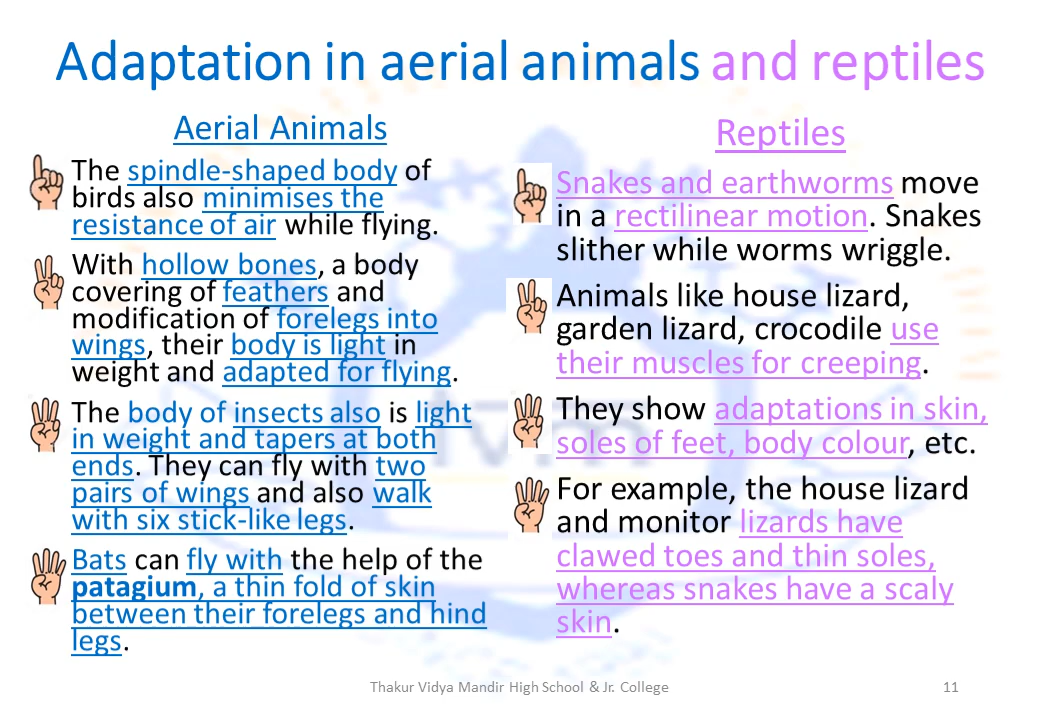 Adaptation in aerial animals and reptiles
Aerial Animals
The spindle-shaped body of
birds also minimises the
resistance of air while flying.
With hollow bones, a body
covering of feathers and
modification of forelegs into
wings, their body is light in
weight and adapted for flying.
The body of insects also is light
in weight and tapers at both
ends. They can fly with two
pairs of wings and also walk
with six stick-like legs.
Bats can fly with the help of the
patagium, a thin fold of skin
between their forelegs and hind
legs.
Reptiles
Snakes and earthworms move
in a rectilinear motion. Snakes
slither while worms wriggle.
Animals like house lizard,
garden lizard, crocodile use
their muscles for creeping.
They show adaptations in skin,
soles of feet, body colour, etc.
For example, the house lizard
and monitor lizards have
clawed toes and thin soles,
whereas snakes have a scaly
skin.
Thakur Vidya Mandir High School & Jr. College
11